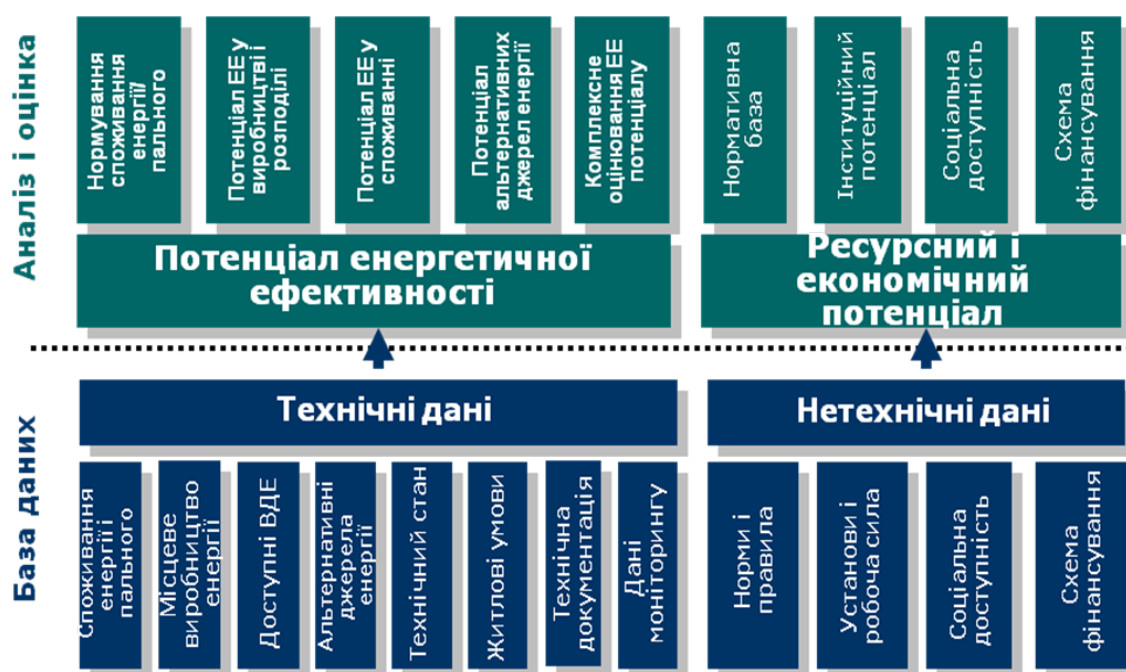 Аналіз і оцінка
Нормування
споживання
енергії/
пального
Потенціал ЕЕ у
виробництві і
розподілі
Потенціал ЕЕ у
споживанні
Потенціал
альтернативних
джерел енергії
Комплексне
оцінювання ЕЕ
потенціалу
Нормативна
база
Інституційний
потенціал
Соціальна
доступність
Схема
фінансування
Потенціал енергетичної
ефективності
Ресурсний і
економічний
потенціал
База даних
Технічні дані
Нетехнічні дані
Споживання
енергії і
пального
Місцеве
виробництво
енергії
Доступні ВДЕ
Альтернативні
джерела
енергії
Технічний стан
Житлові умови
Технічна
документація
Дані
моніторингу
Норми і
правила
Установи і
робоча сила
Соціальна
доступність
Схема
фінансування